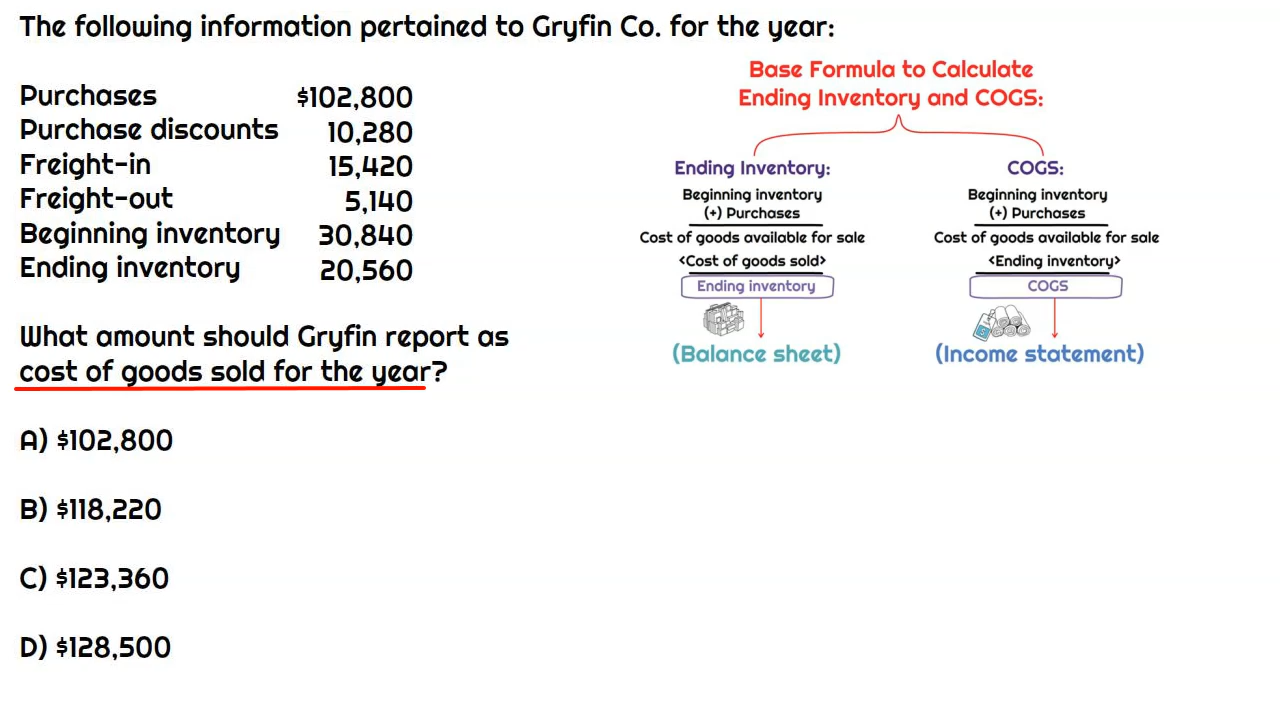 The following information pertained to Gryfin Co. for the year:
Purchases $102,800
Purchase discounts 10,280
Freight-in 15,420
Freight-out 5,140
Beginning inventory 30,840
Ending inventory 20,560
What amount should Gryfin report as
cost of goods sold for the year?
A) $102,800
B) $118,220
C) $123,360
D) $128,500
Base Formula to Calculate
Ending Inventory and COGS:
Ending Inventory:
Beginning inventory
(+) Purchases
Cost of goods available for sale
<Cost of goods sold>
Ending inventory
(Balance sheet)
COGS:
Beginning inventory
(+) Purchases
Cost of goods available for sale
<Ending inventory>
COGS
(Income statement)